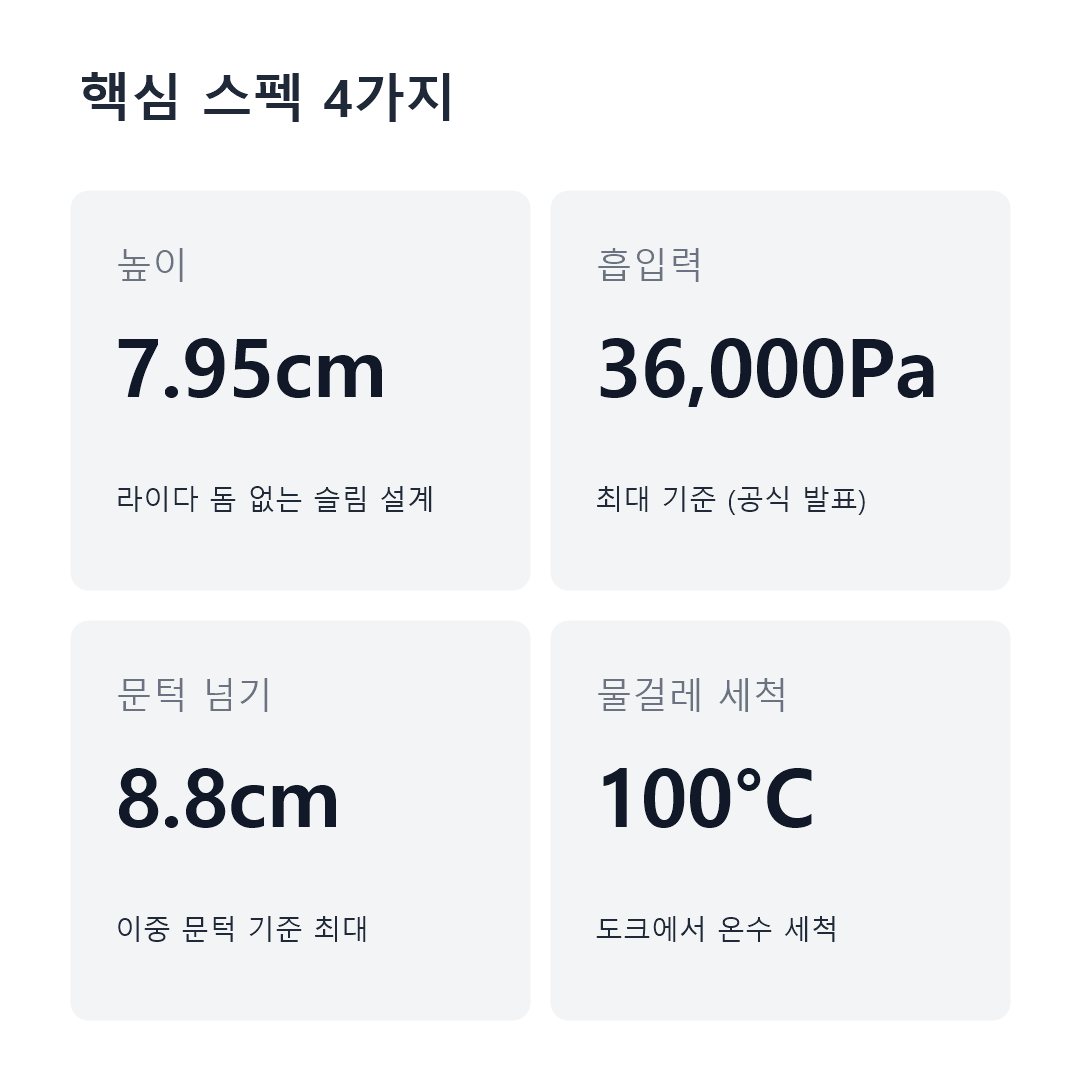 핵심 스펙 4가지
높이
7.95cm
라이다 돔 없는 슬림 설계
흡입력
36,000Pa
최대 기준 (공식 발표)
문턱 넘기
8.8cm
이중 문턱 기준 최대
물걸레 세척
100°C
도크에서 온수 세척